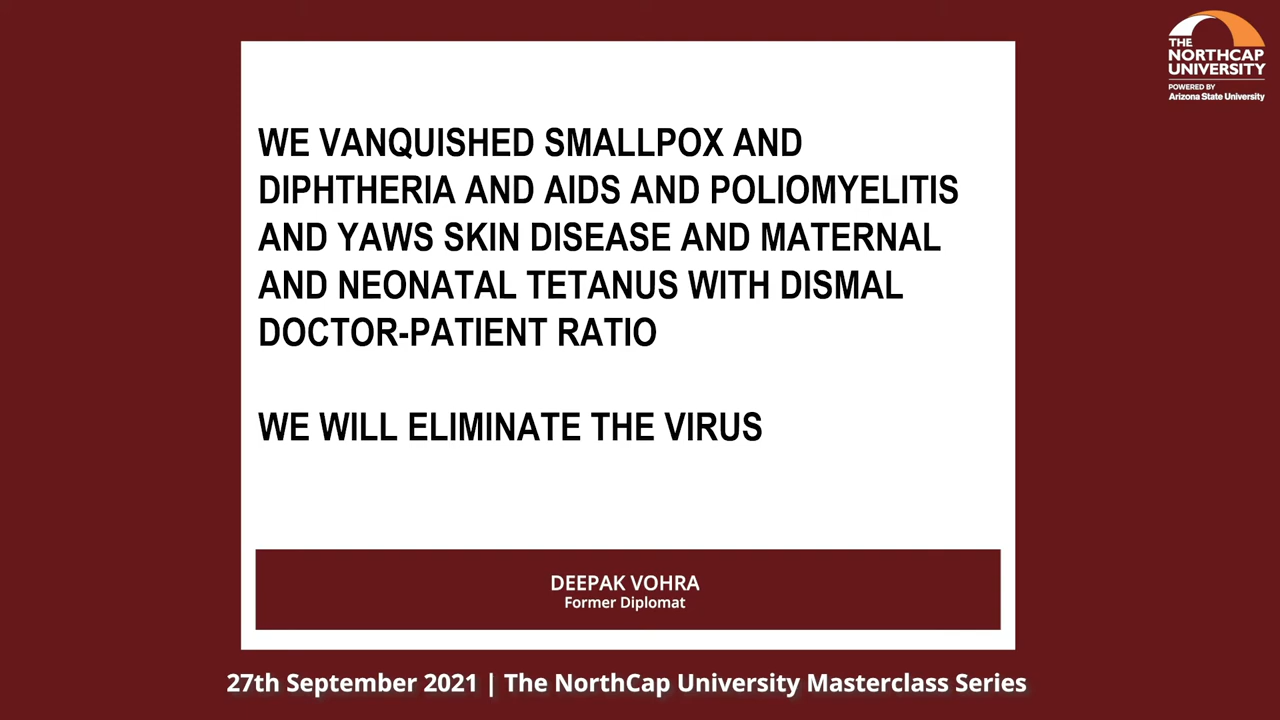 THE
NORTHCAP
UNIVERSITY
POWERED BY
Arizona State University
WE VANQUISHED SMALLPOX AND
DIPHTHERIA AND AIDS AND POLIOMYELITIS
AND YAWS SKIN DISEASE AND MATERNAL
AND NEONATAL TETANUS WITH DISMAL
DOCTOR-PATIENT RATIO
WE WILL ELIMINATE THE VIRUS
DEEPAK VOHRA
Former Diplomat
27th September 2021 | The NorthCap University Masterclass Series